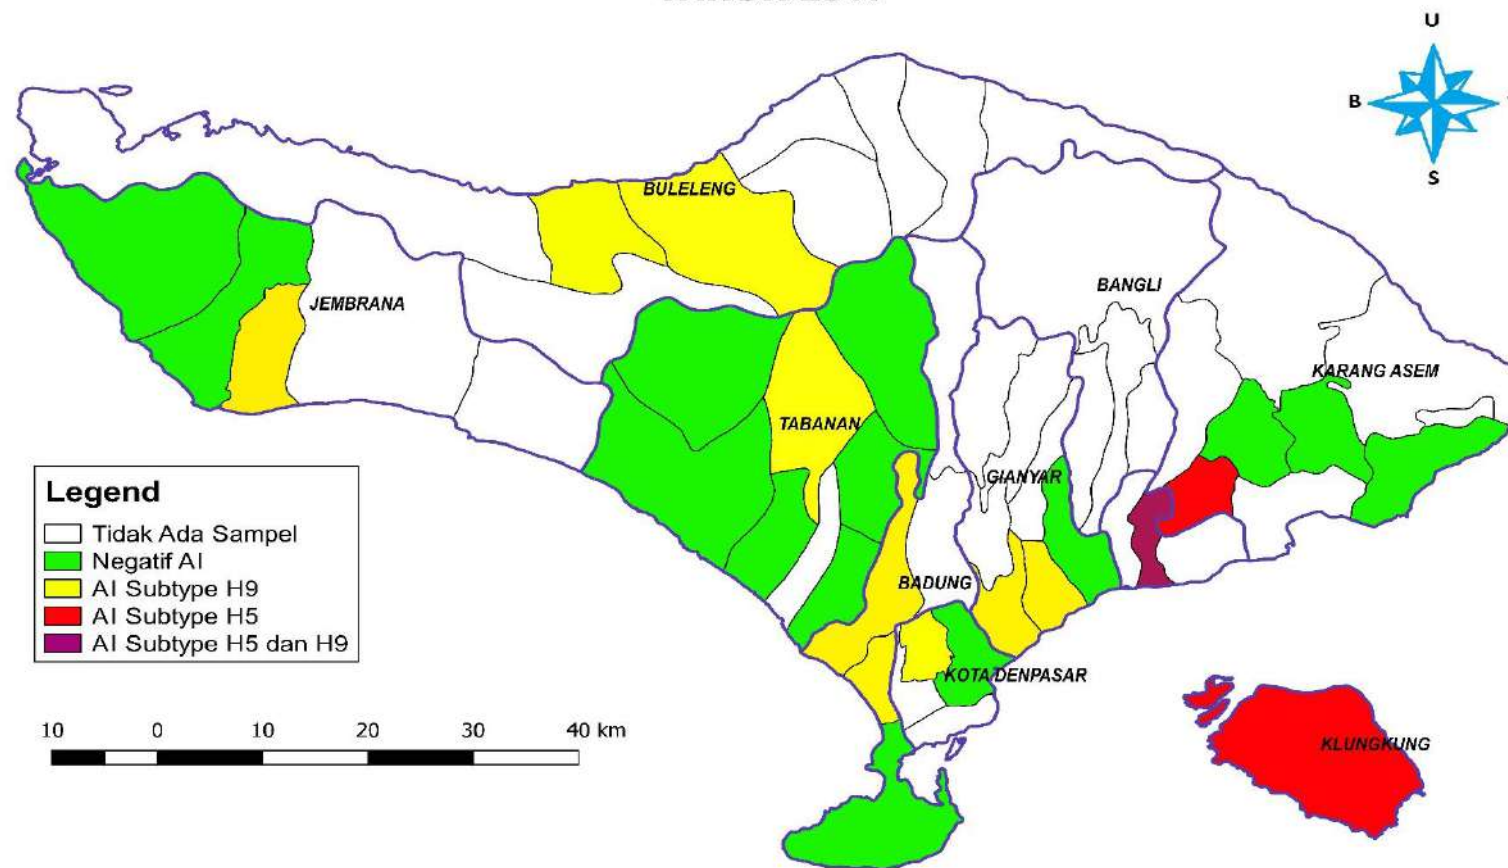 U
B
S
BULELENG
JEMBRANA
BANGLI
KARANG ASEM
TABANAN
GIANYAR
BADUNG
KOTA DENPASAR
KLUNGKUNG
Legend
Tidak Ada Sampel
Negatif AI
AI Subtype H9
AI Subtype H5
AI Subtype H5 dan H9
10 0 10 20 30 40 km